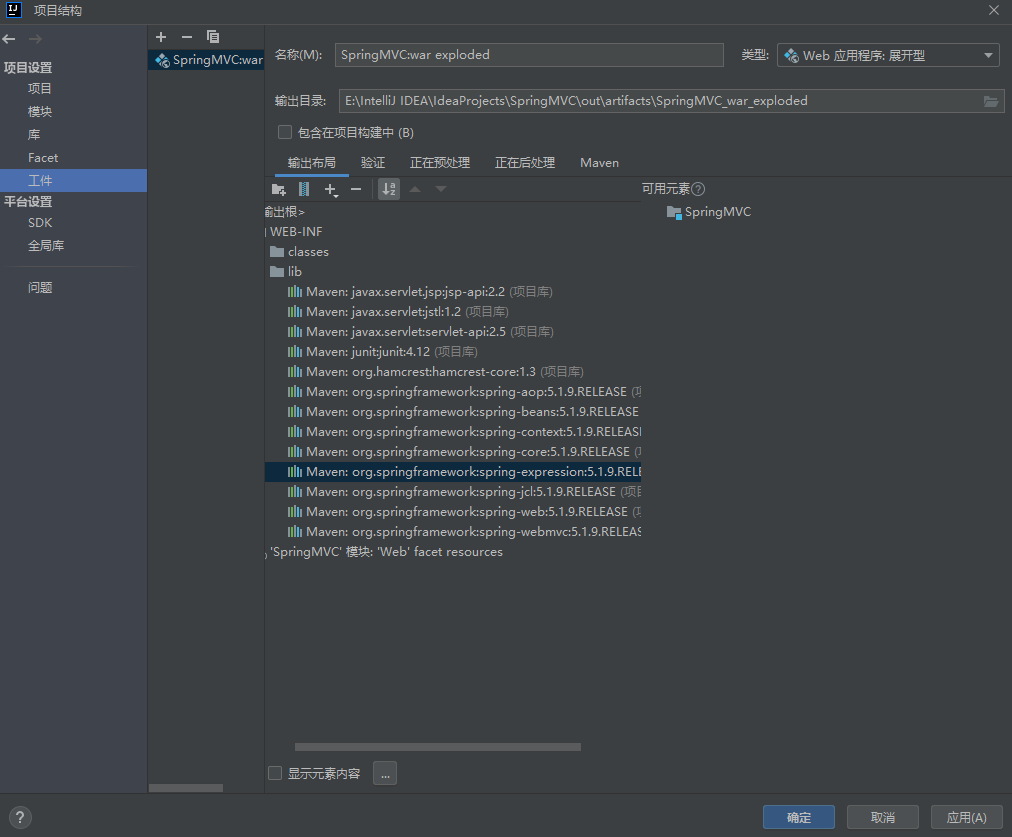 项目结构
项目设置
项目
模块
库
Facet
工件
平台设置
SDK
全局库
问题
SpringMVC:war
名称(M): SpringMVC:war exploded
类型: Web 应用程序: 展开型
输出目录: E:\IntelliJ IDEA\IdeaProjects\SpringMVC\out\artifacts\SpringMVC_war_exploded
包含在项目构建中 (B)
输出布局 验证 正在预处理 正在后处理 Maven
可用元素
输出根>
WEB-INF
classes
lib
Maven: javax.servlet.jsp:jsp-api:2.2 (项目库)
Maven: javax.servlet:jstl:1.2 (项目库)
Maven: javax.servlet:servlet-api:2.5 (项目库)
Maven: junit:junit:4.12 (项目库)
Maven: org.hamcrest:hamcrest-core:1.3 (项目库)
Maven: org.springframework:spring-aop:5.1.9.RELEASE (项
Maven: org.springframework:spring-beans:5.1.9.RELEASE
Maven: org.springframework:spring-context:5.1.9.RELEAS
Maven: org.springframework:spring-core:5.1.9.RELEASE (
Maven: org.springframework:spring-expression:5.1.9.RELE
Maven: org.springframework:spring-jcl:5.1.9.RELEASE (项目
Maven: org.springframework:spring-web:5.1.9.RELEASE (项
Maven: org.springframework:spring-webmvc:5.1.9.RELEAS
'SpringMVC' 模块: 'Web' facet resources
SpringMVC
显示元素内容 ...
? 确定 取消 应用(A)